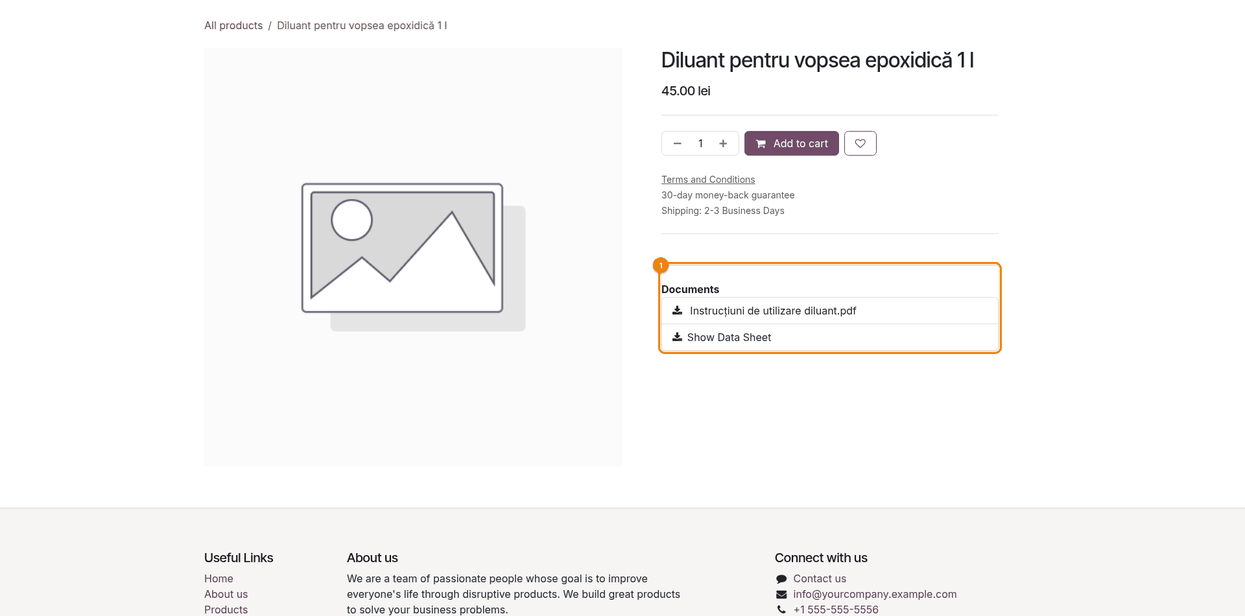 All products / Diluant pentru vopsea epoxidică 1 l
Diluant pentru vopsea epoxidică 1 l
45.00 lei
1
Add to cart
Terms and Conditions
30-day money-back guarantee
Shipping: 2-3 Business Days
1
Documents
Instrucțiuni de utilizare diluant.pdf
Show Data Sheet
Useful Links
Home
About us
Products
About us
We are a team of passionate people whose goal is to improve
everyone's life through disruptive products. We build great products
to solve your business problems.
Connect with us
Contact us
info@yourcompany.example.com
+1 555-555-5556